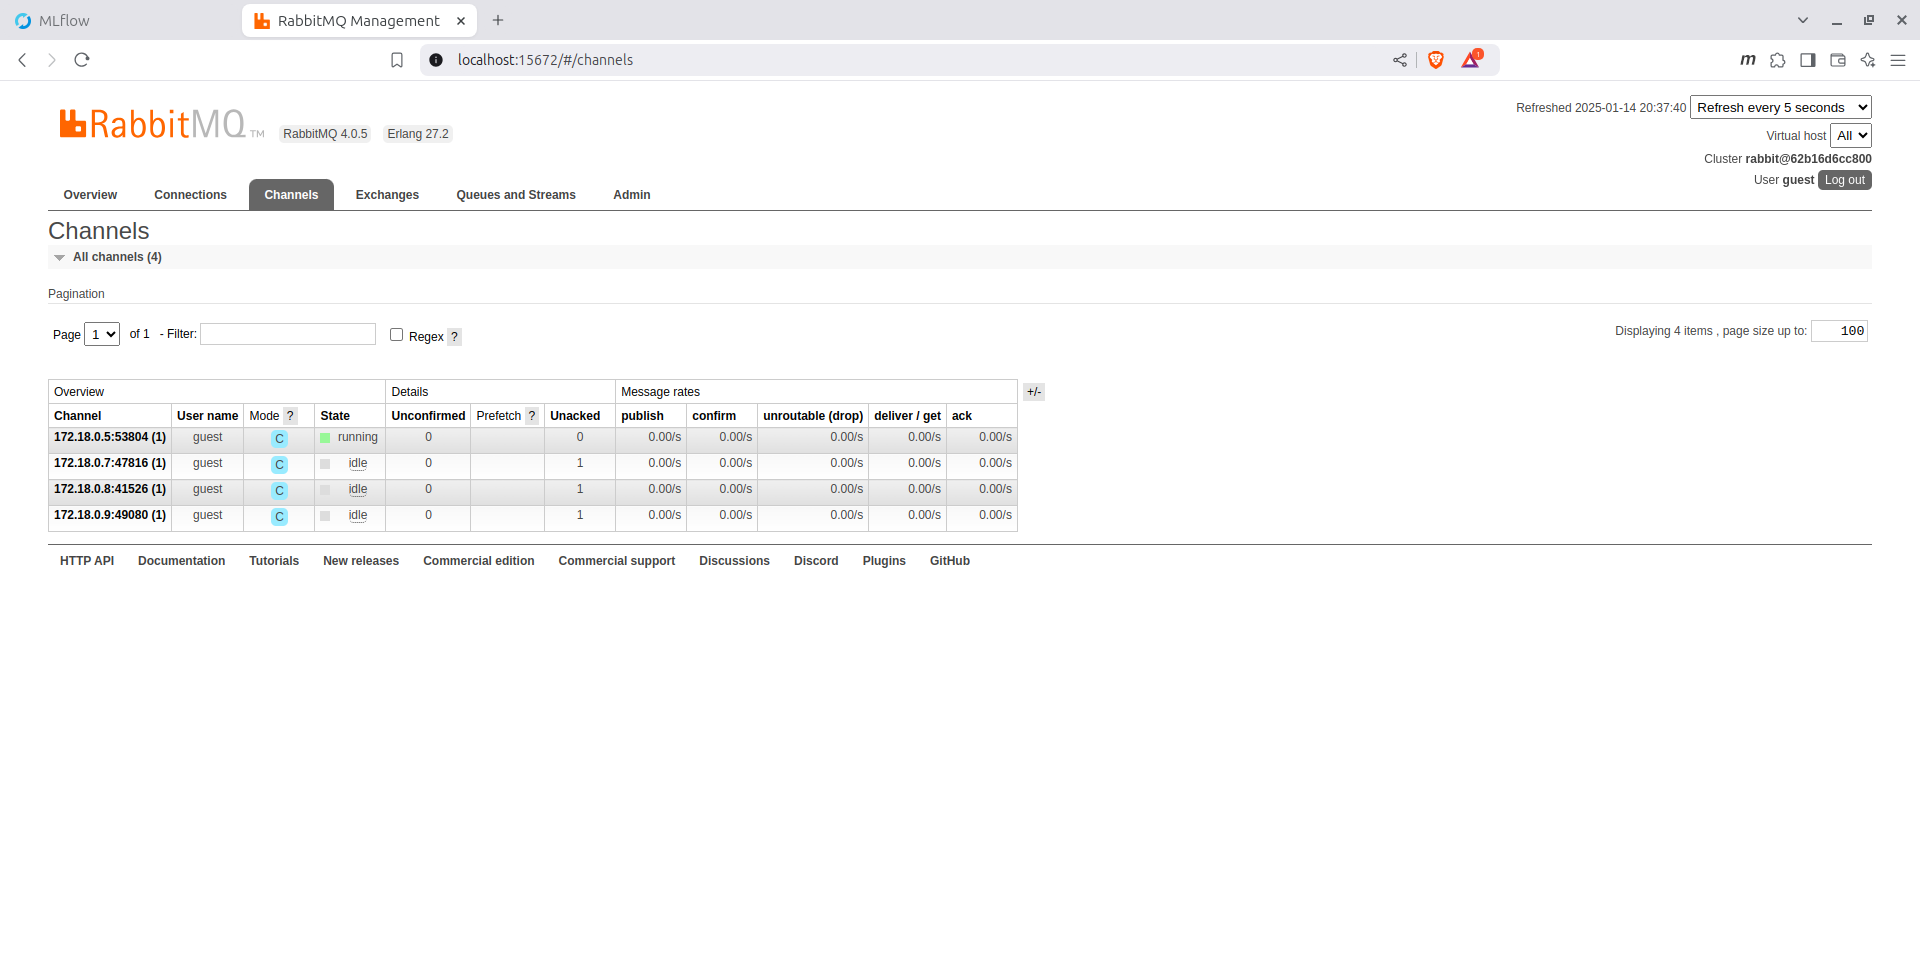 MLflow
RabbitMQ Management
localhost:15672/#/channels
1
m
Refreshed 2025-01-14 20:37:40 Refresh every 5 seconds
RabbitMQ TM RabbitMQ 4.0.5 Erlang 27.2
Virtual host All
Cluster rabbit@62b16d6cc800
User guest Log out
Overview Connections Channels Exchanges Queues and Streams Admin
Channels
All channels (4)
Pagination
Page 1 of 1 - Filter: Regex ? Displaying 4 items , page size up to: 100
Overview Details Message rates +/-
Channel User name Mode ? State Unconfirmed Prefetch ? Unacked publish confirm unroutable (drop) deliver / get ack
172.18.0.5:53804 (1) guest C running 0 0 0.00/s 0.00/s 0.00/s 0.00/s 0.00/s
172.18.0.7:47816 (1) guest C idle 0 1 0.00/s 0.00/s 0.00/s 0.00/s 0.00/s
172.18.0.8:41526 (1) guest C idle 0 1 0.00/s 0.00/s 0.00/s 0.00/s 0.00/s
172.18.0.9:49080 (1) guest C idle 0 1 0.00/s 0.00/s 0.00/s 0.00/s 0.00/s
HTTP API Documentation Tutorials New releases Commercial edition Commercial support Discussions Discord Plugins GitHub